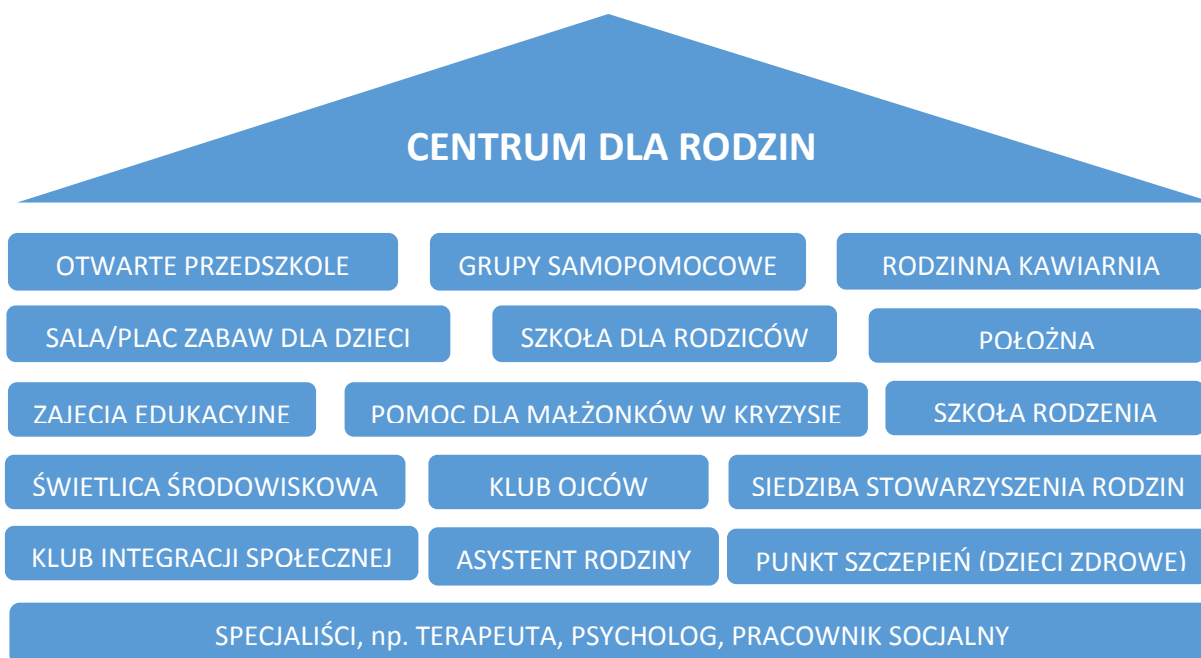 CENTRUM DLA RODZIN
OTWARTE PRZEDSZKOLE
GRUPY SAMOPOMOCOWE
RODZINNA KAWIARNIA
SALA/PLAC ZABAW DLA DZIECI
SZKOŁA DLA RODZICÓW
POŁOŻNA
ZAJĘCIA EDUKACYJNE
POMOC DLA MAŁŻONKÓW W KRYZYSIE
SZKOŁA RODZENIA
ŚWIETLICA ŚRODOWISKOWA
KLUB OJCÓW
SIEDZIBA STOWARZYSZENIA RODZIN
KLUB INTEGRACJI SPOŁECZNEJ
ASYSTENT RODZINY
PUNKT SZCZEPIEŃ (DZIECI ZDROWE)
SPECJALIŚCI, np. TERAPEUTA, PSYCHOLOG, PRACOWNIK SOCJALNY